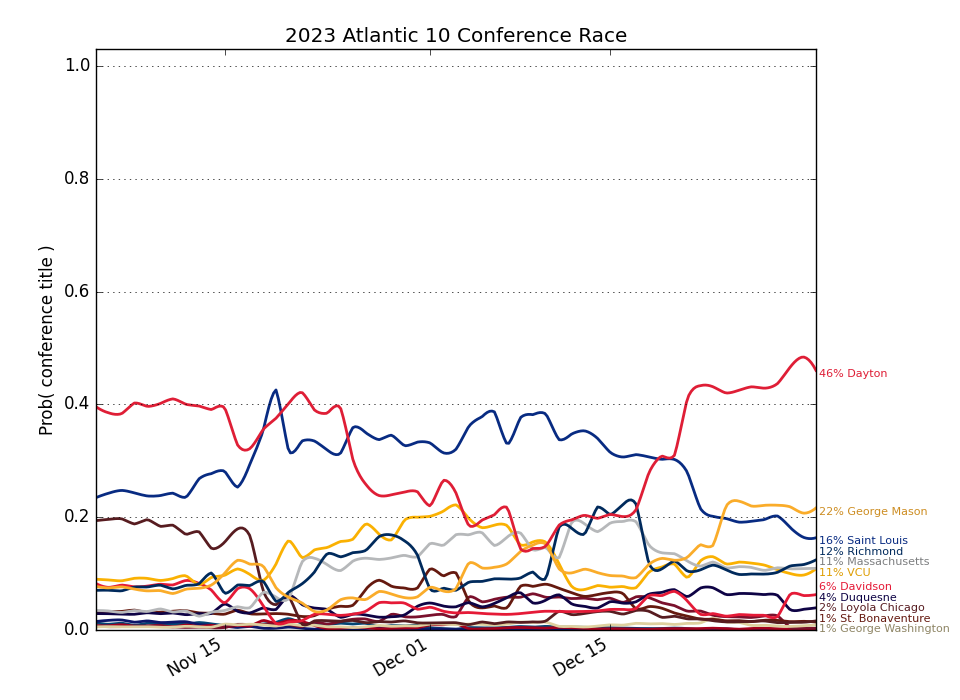 2023 Atlantic 10 Conference Race
Prob( conference title )
1.0
0.8
0.6
0.4
0.2
0.0
Nov 15
Dec 01
Dec 15
46% Dayton
22% George Mason
16% Saint Louis
12% Richmond
11% Massachusetts
11% VCU
6% Davidson
4% Duquesne
2% Loyola Chicago
1% St. Bonaventure
1% George Washington